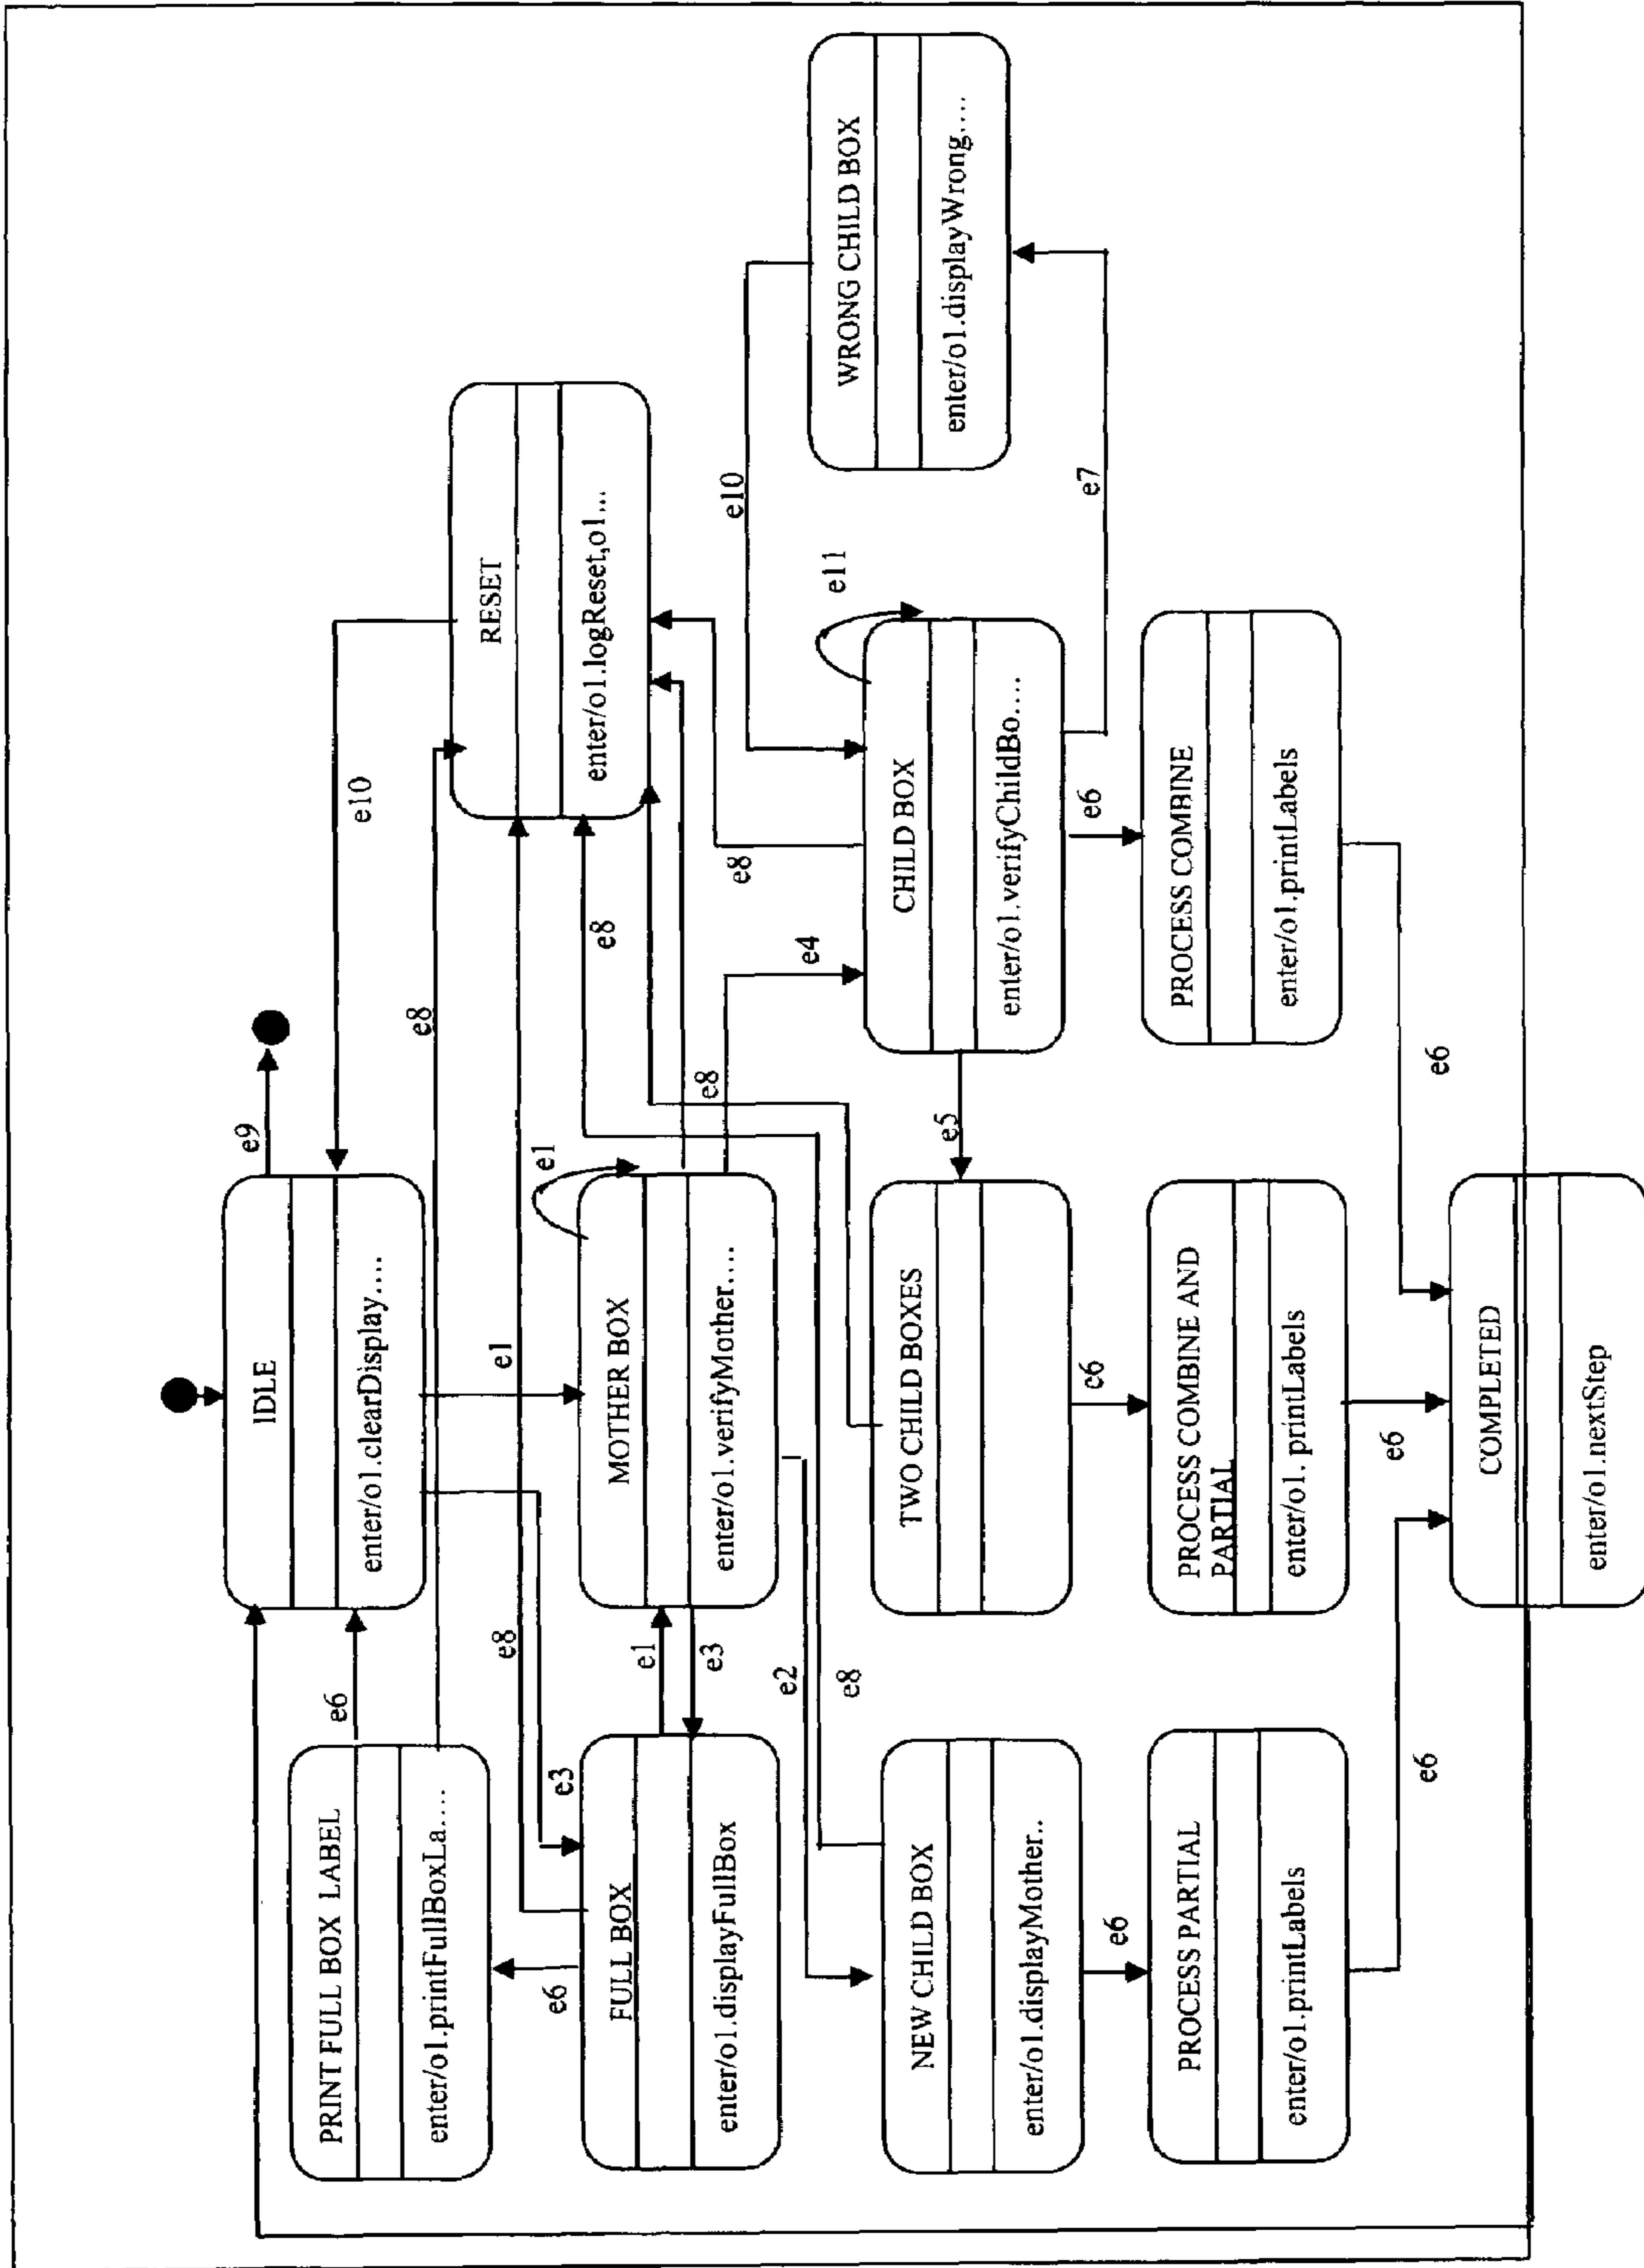 e9
IDLE
enter/o1.clearDisplay....
e10
RESET
enter/o1.logReset,o1...
PRINT FULL BOX LABEL
enter/o1.printFullBoxLa....
e6
e8
e8
e1
e3
e6
FULL BOX
enter/o1.displayFullBox
e1
e3
e1
MOTHER BOX
enter/o1.verifyMother....
e8
e8
e8
e4
e10
e11
e2
e8
WRONG CHILD BOX
enter/o1.displayWrong....
NEW CHILD BOX
enter/o1.displayMother..
TWO CHILD BOXES
e5
CHILD BOX
enter/o1.verifyChildBo....
e7
e6
e6
e6
PROCESS PARTIAL
enter/o1.printLabels
PROCESS COMBINE AND
PARTIAL
enter/o1.printLabels
PROCESS COMBINE
enter/o1.printLabels
e6
e6
e6
COMPLETED
enter/o1.nextStep